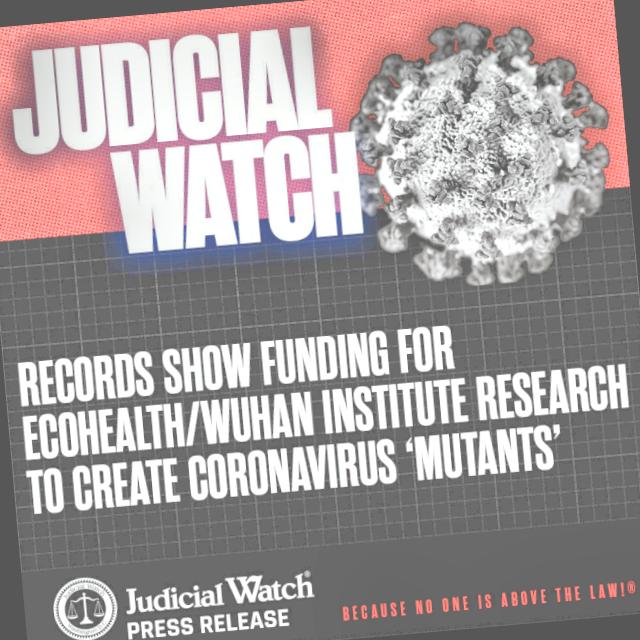 JUDICIAL
WATCH
RECORDS SHOW FUNDING FOR
ECOHEALTH/WUHAN INSTITUTE RESEARCH
TO CREATE CORONAVIRUS ‘MUTANTS’
Judicial Watch®
PRESS RELEASE
BECAUSE NO ONE IS ABOVE THE LAW!®